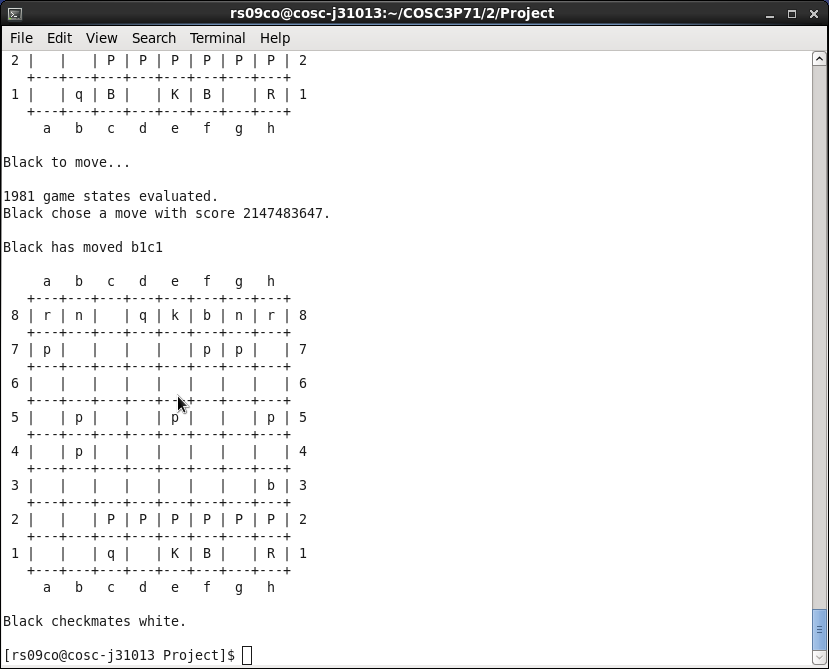 rs09co@cosc-j31013:~/COSC3P71/2/Project
File Edit View Search Terminal Help
 2 |   |   | P | P | P | P | P | P | 2
   +---+---+---+---+---+---+---+---+
 1 |   | q | B |   | K | B |   | R | 1
   +---+---+---+---+---+---+---+---+
     a   b   c   d   e   f   g   h
Black to move...
1981 game states evaluated.
Black chose a move with score 2147483647.
Black has moved b1c1
     a   b   c   d   e   f   g   h
   +---+---+---+---+---+---+---+---+
 8 | r | n |   | q | k | b | n | r | 8
   +---+---+---+---+---+---+---+---+
 7 | p |   |   |   |   | p | p |   | 7
   +---+---+---+---+---+---+---+---+
 6 |   |   |   |   |   |   |   |   | 6
   +---+---+---+---+---+---+---+---+
 5 |   | p |   |   | p |   |   | p | 5
   +---+---+---+---+---+---+---+---+
 4 |   | p |   |   |   |   |   |   | 4
   +---+---+---+---+---+---+---+---+
 3 |   |   |   |   |   |   |   | b | 3
   +---+---+---+---+---+---+---+---+
 2 |   |   | P | P | P | P | P | P | 2
   +---+---+---+---+---+---+---+---+
 1 |   |   | q |   | K | B |   | R | 1
   +---+---+---+---+---+---+---+---+
     a   b   c   d   e   f   g   h
Black checkmates white.
[rs09co@cosc-j31013 Project]$